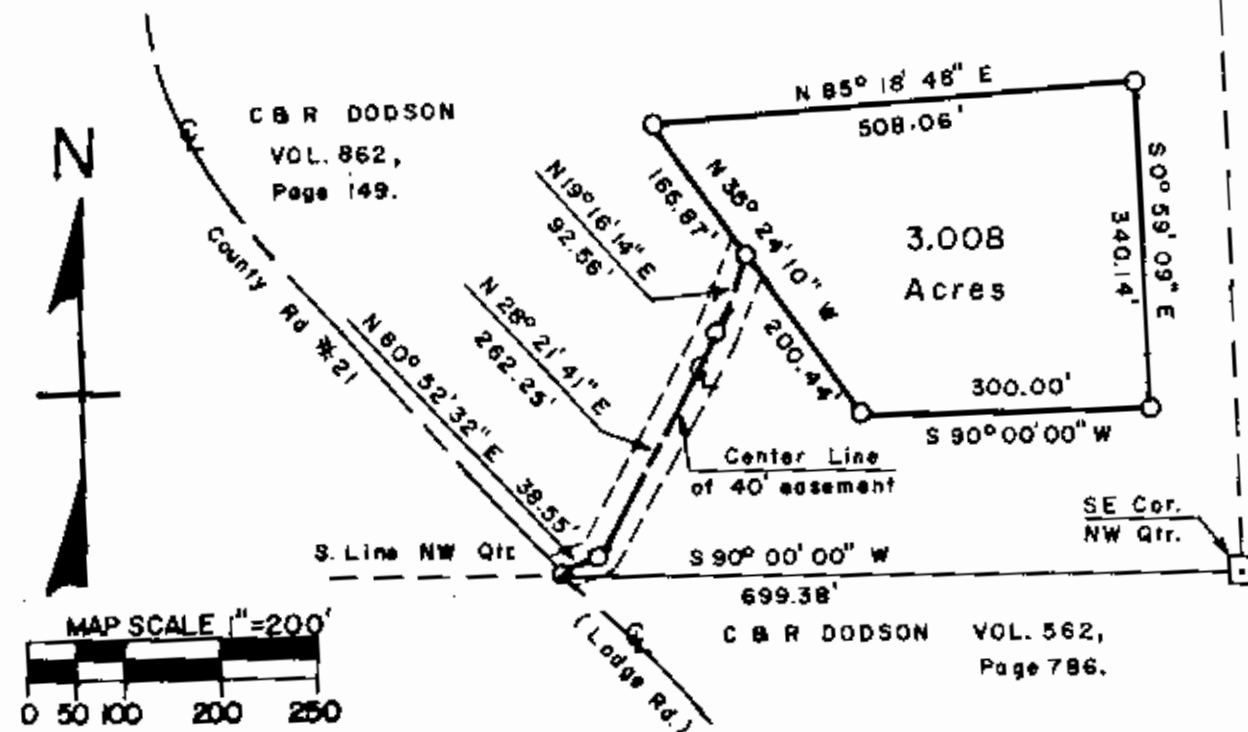 C & R DODSON
VOL. 862,
Page 149.
N
N 85° 18' 48" E
508.06'
N 19° 16' 14" E
92.56'
166.87'
N 36° 24' 10" W
200.44'
3.008
Acres
S 0° 59' 09" E
340.14'
County Rd #21
N 28° 21' 41" E
262.25'
N 60° 52' 32" E
38.55'
300.00'
S 90° 00' 00" W
Center Line
of 40' easement
SE Cor.
NW Qtr.
S. Line NW Qtr.
S 90° 00' 00" W
699.38'
C & R DODSON VOL. 562,
Page 786.
(Lodge Rd.)
MAP SCALE 1"=200'
0 50 100 200 250